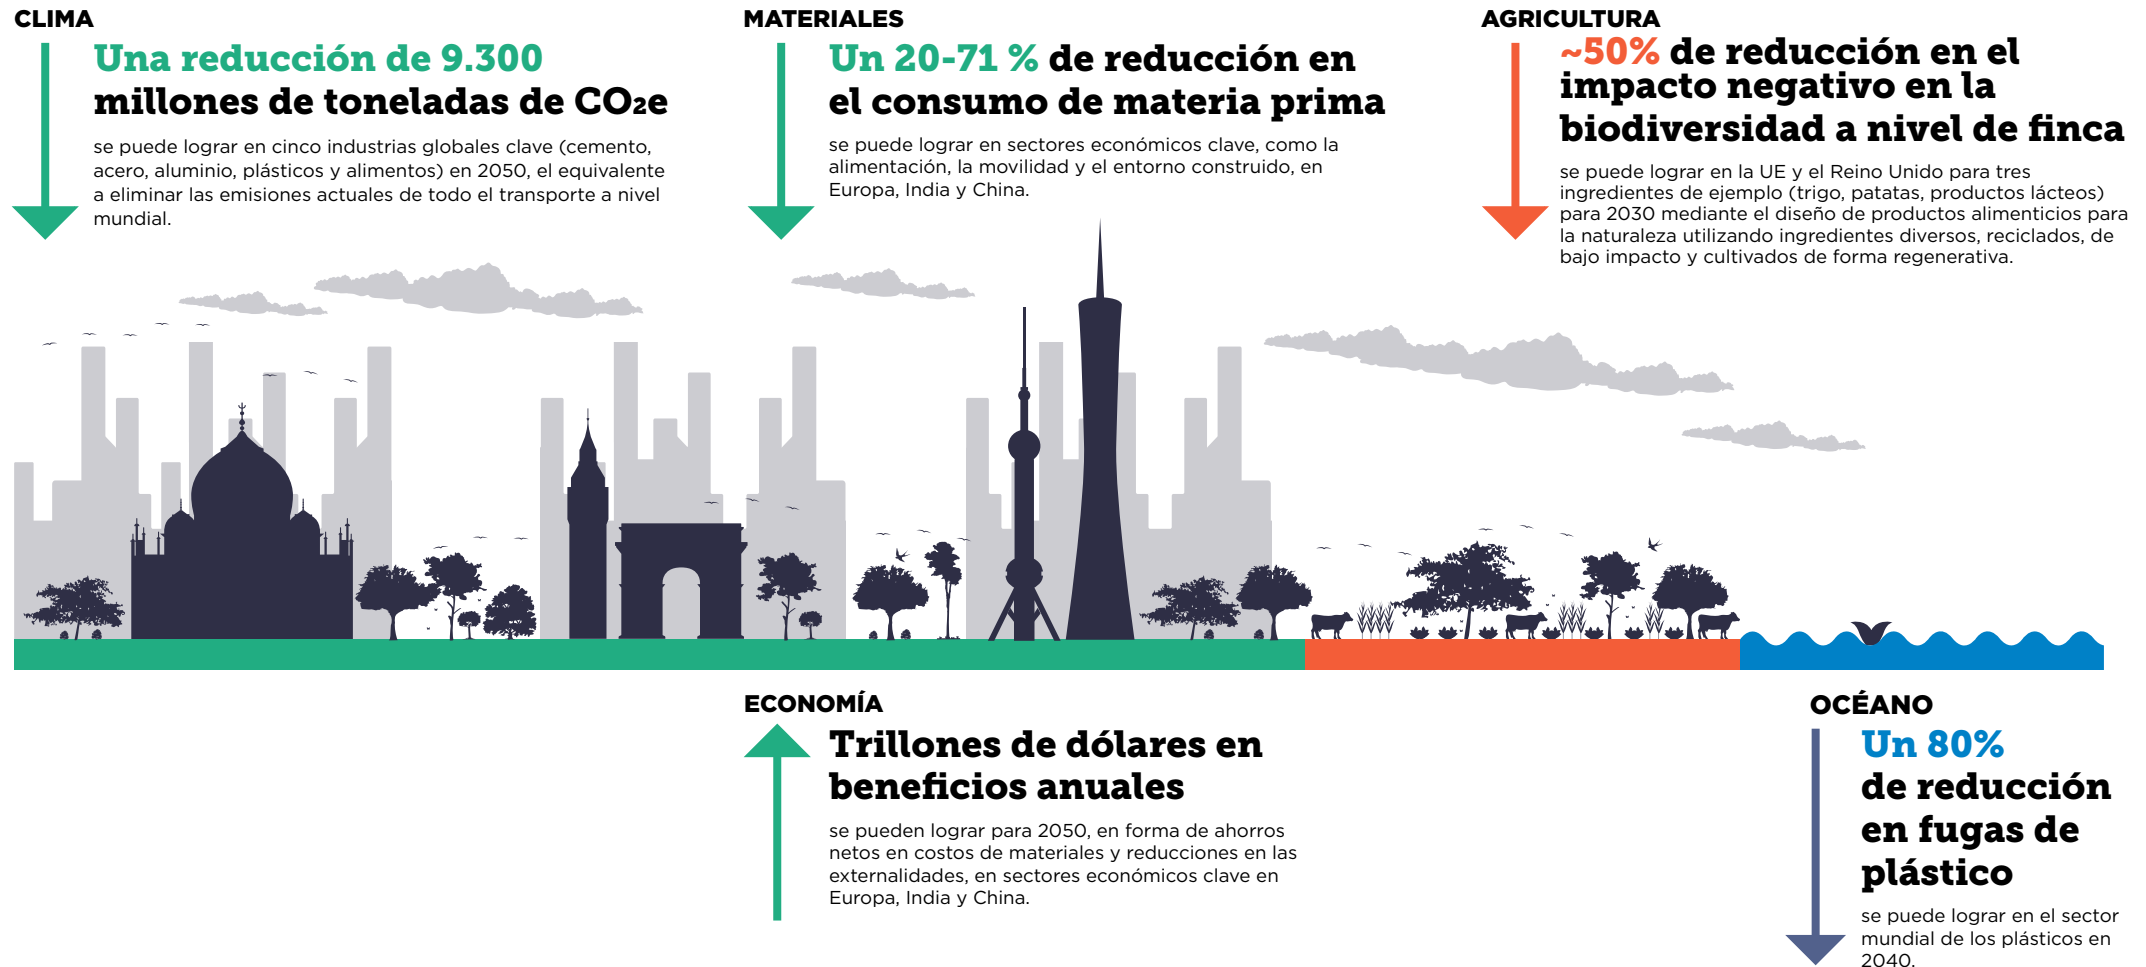 CLIMA
Una reducción de 9.300
millones de toneladas de CO₂e
se puede lograr en cinco industrias globales clave (cemento,
acero, aluminio, plásticos y alimentos) en 2050, el equivalente
a eliminar las emisiones actuales de todo el transporte a nivel
mundial.
MATERIALES
Un 20-71 % de reducción en
el consumo de materia prima
se puede lograr en sectores económicos clave, como la
alimentación, la movilidad y el entorno construido, en
Europa, India y China.
AGRICULTURA
~50% de reducción en el
impacto negativo en la
biodiversidad a nivel de finca
se puede lograr en la UE y el Reino Unido para tres
ingredientes de ejemplo (trigo, patatas, productos lácteos)
para 2030 mediante el diseño de productos alimenticios para
la naturaleza utilizando ingredientes diversos, reciclados, de
bajo impacto y cultivados de forma regenerativa.
ECONOMÍA
Trillones de dólares en
beneficios anuales
se pueden lograr para 2050, en forma de ahorros
netos en costos de materiales y reducciones en las
externalidades, en sectores económicos clave en
Europa, India y China.
OCÉANO
Un 80%
de reducción
en fugas de
plástico
se puede lograr en el sector
mundial de los plásticos en
2040.